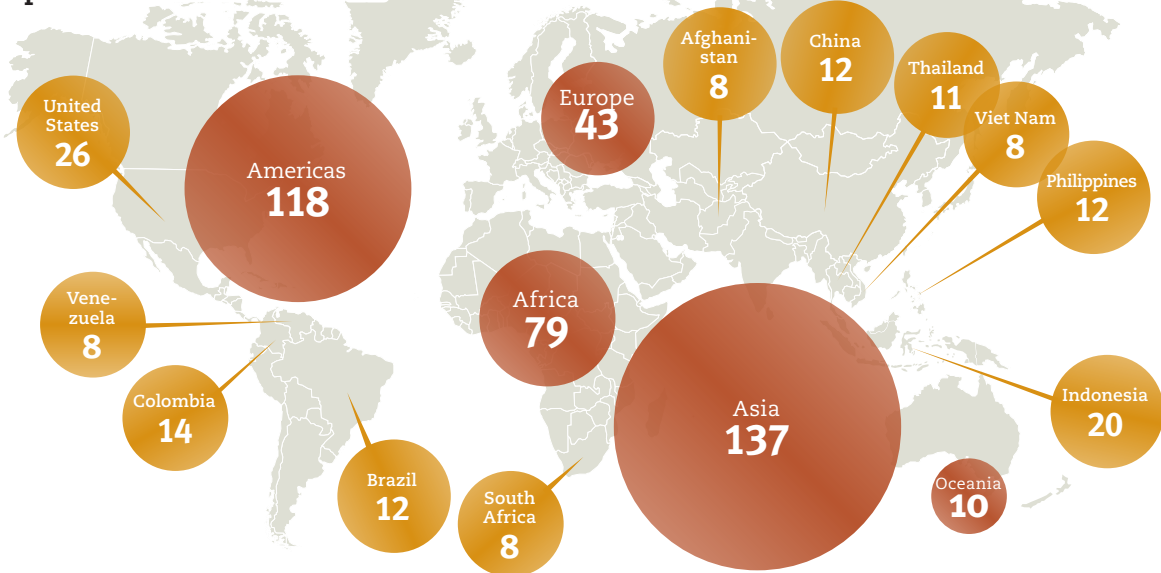 United
States
26
Americas
118
Europe
43
Afghani-
stan
8
China
12
Thailand
11
Viet Nam
8
Philippines
12
Vene-
zuela
8
Colombia
14
Brazil
12
Africa
79
South
Africa
8
Asia
137
Indonesia
20
Oceania
10